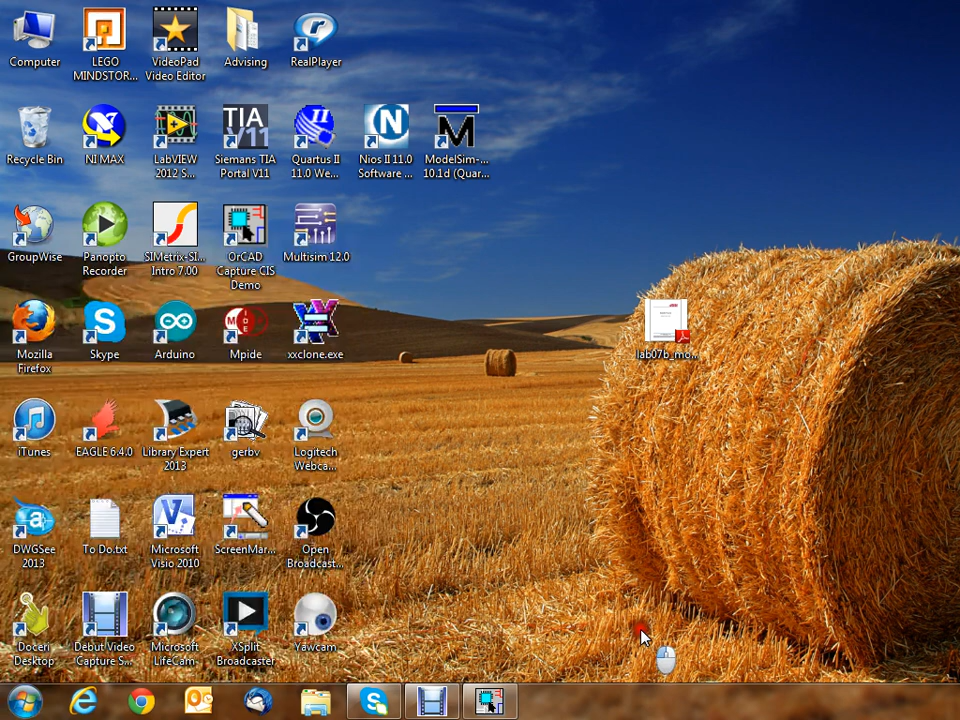 Computer
LEGO
MINDSTOR...
VideoPad
Video Editor
Advising
RealPlayer
Recycle Bin
NI MAX
LabVIEW
2012 S...
TIA
V11
Siemans TIA
Portal V11
II
Quartus II
11.0 We...
N
Nios II 11.0
Software ...
M
ModelSim-...
10.1d (Quar...
GroupWise
Panopto
Recorder
SIMetrix-SI...
Intro 7.00
OrCAD
Capture CIS
Demo
Multisim 12.0
Mozilla
Firefox
S
Skype
Arduino
Mpide
xxclone.exe
lab07b_mo...
iTunes
EAGLE 6.4.0
Library Expert
2013
gerbv
Logitech
Webca...
DWGSee
2013
To Do.txt
Microsoft
Visio 2010
ScreenMar...
Open
Broadcast...
Doceri
Desktop
Debut Video
Capture S...
Microsoft
LifeCam
XSplit
Broadcaster
Yawcam